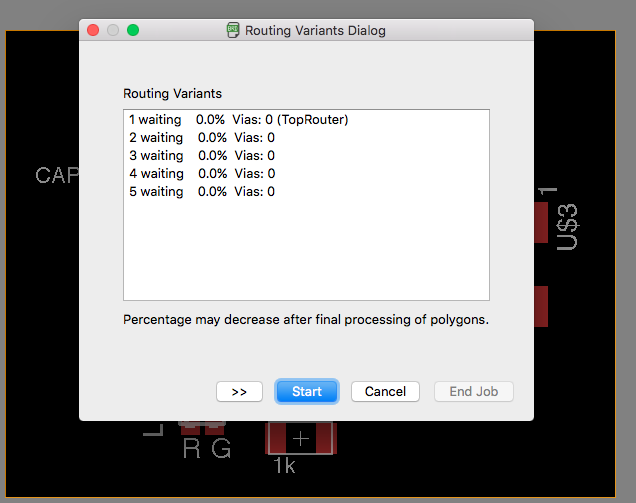 Routing Variants Dialog
Routing Variants
1 waiting 0.0% Vias: 0 (TopRouter)
2 waiting 0.0% Vias: 0
3 waiting 0.0% Vias: 0
4 waiting 0.0% Vias: 0
5 waiting 0.0% Vias: 0
Percentage may decrease after final processing of polygons.
>> Start Cancel End Job
CAP
1
U$3
L
R G
1k